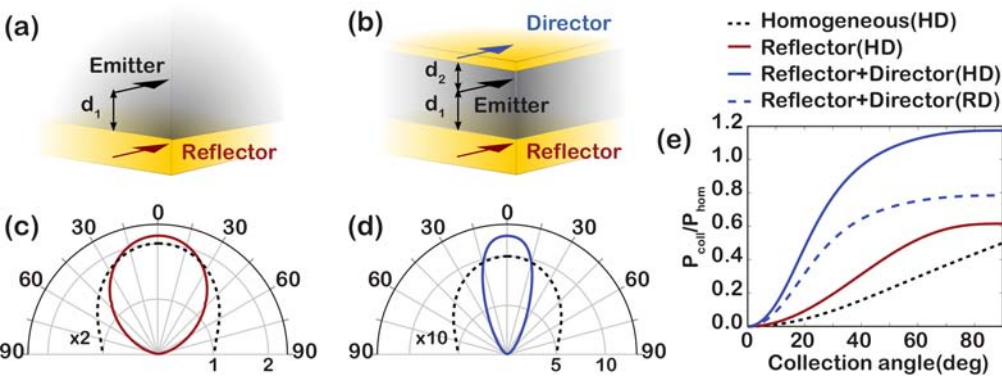 (a)
Emitter
d1
Reflector
(b)
Director
d2
Emitter
d1
Reflector
Homogeneous(HD)
Reflector(HD)
Reflector+Director(HD)
Reflector+Director(RD)
(c)
0
30
30
60
60
90
90
x2
1
2
(d)
0
30
30
60
60
90
90
x10
5
10
(e)
1.2
1.0
0.8
0.6
0.4
0.2
0.0
Pcoll/Phom
0
20
40
60
80
Collection angle(deg)